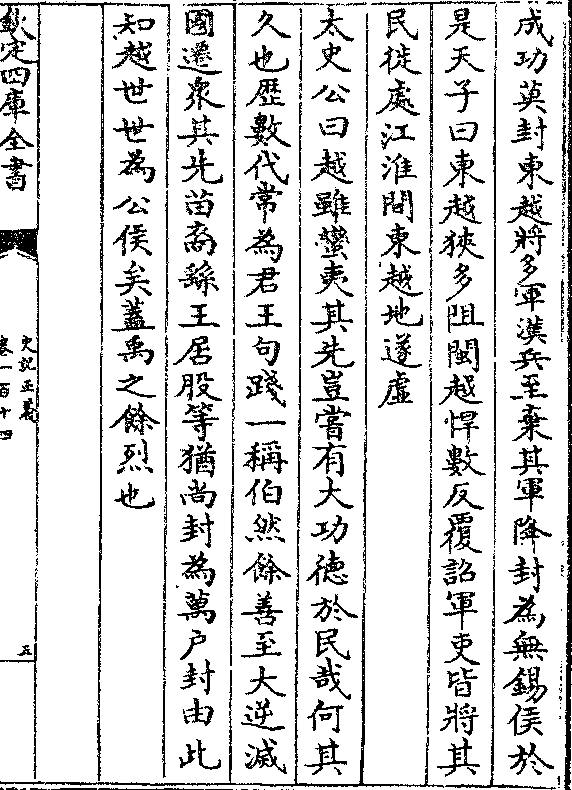 成功莫封東越將多軍漢兵至棄其軍降封為無錫侯於
是天子曰東越狹多阻閩越悍數反覆詔軍吏皆將其
民徙處江淮間東越地遂虛
太史公曰越雖蠻夷其先豈嘗有大功徳於民哉何其
久也歴數代常為君王句踐一稱伯然餘善至大逆滅
國遷衆其先苗裔繇王居股等猶尚封為萬户封由此
知越世世為公侯矣蓋禹之餘烈也
欽定四庫全書
史記正義
卷一百十四
五